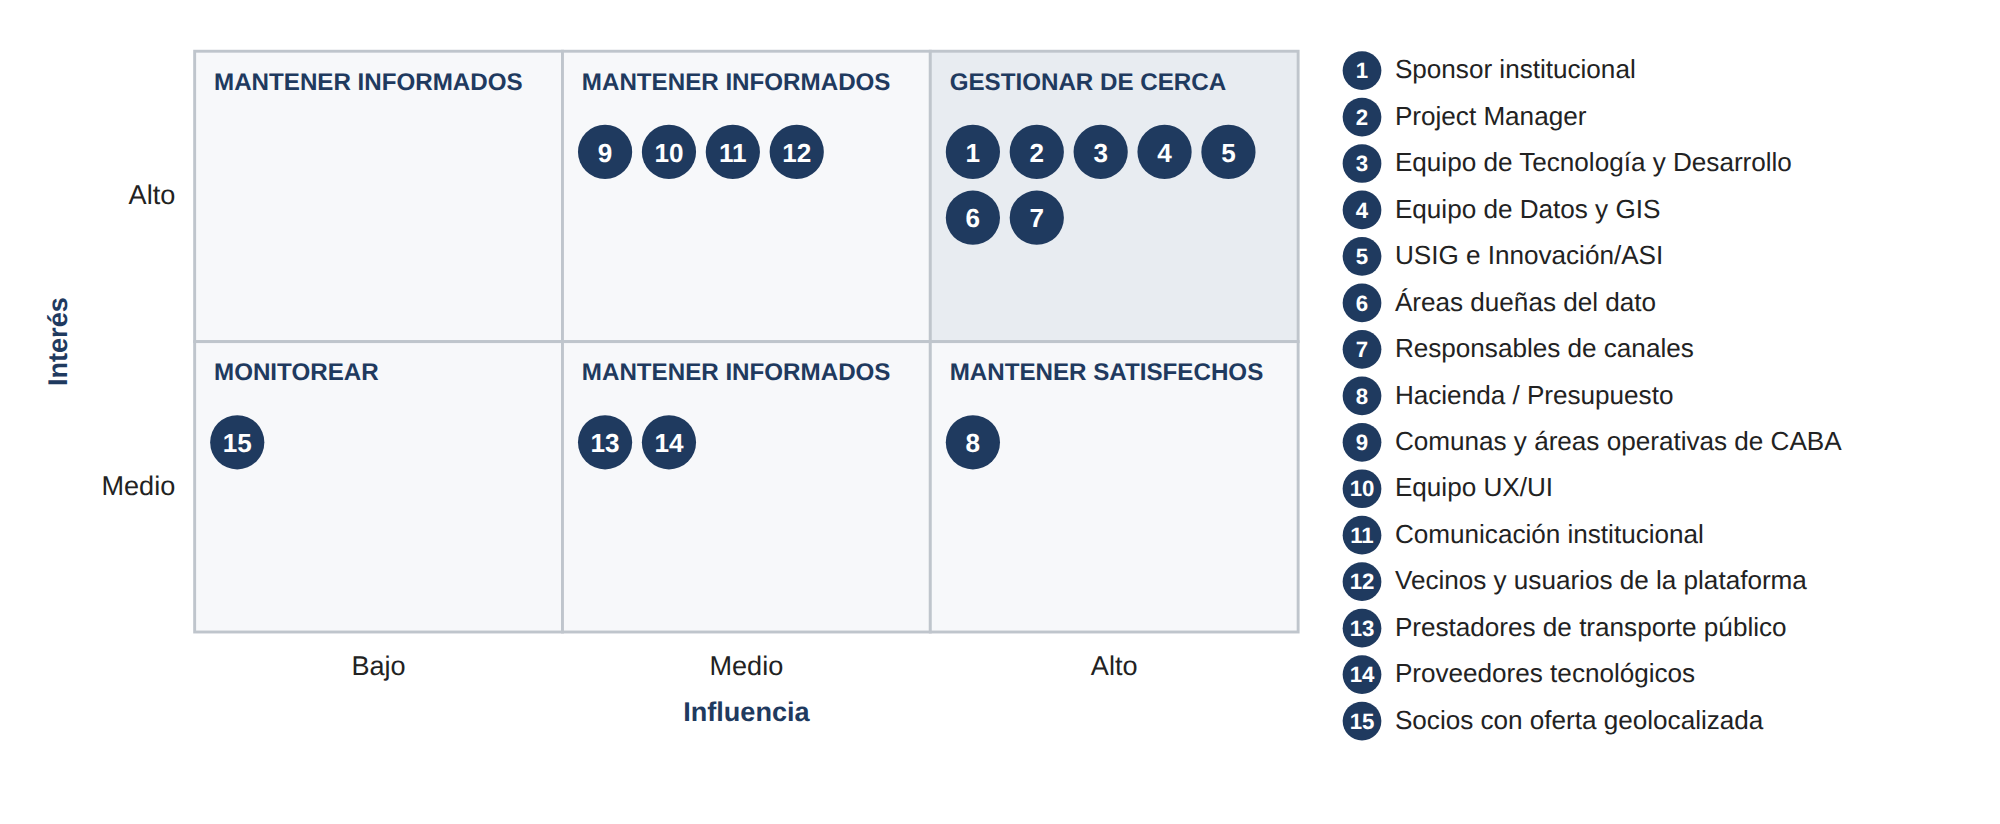 MANTENER INFORMADOS
MANTENER INFORMADOS
GESTIONAR DE CERCA
9 10 11 12
1 2 3 4 5
6 7
Alto
Interés
MONITOREAR
MANTENER INFORMADOS
MANTENER SATISFECHOS
15
13 14
8
Medio
Bajo
Medio
Alto
Influencia
1 Sponsor institucional
2 Project Manager
3 Equipo de Tecnología y Desarrollo
4 Equipo de Datos y GIS
5 USIG e Innovación/ASI
6 Áreas dueñas del dato
7 Responsables de canales
8 Hacienda / Presupuesto
9 Comunas y áreas operativas de CABA
10 Equipo UX/UI
11 Comunicación institucional
12 Vecinos y usuarios de la plataforma
13 Prestadores de transporte público
14 Proveedores tecnológicos
15 Socios con oferta geolocalizada